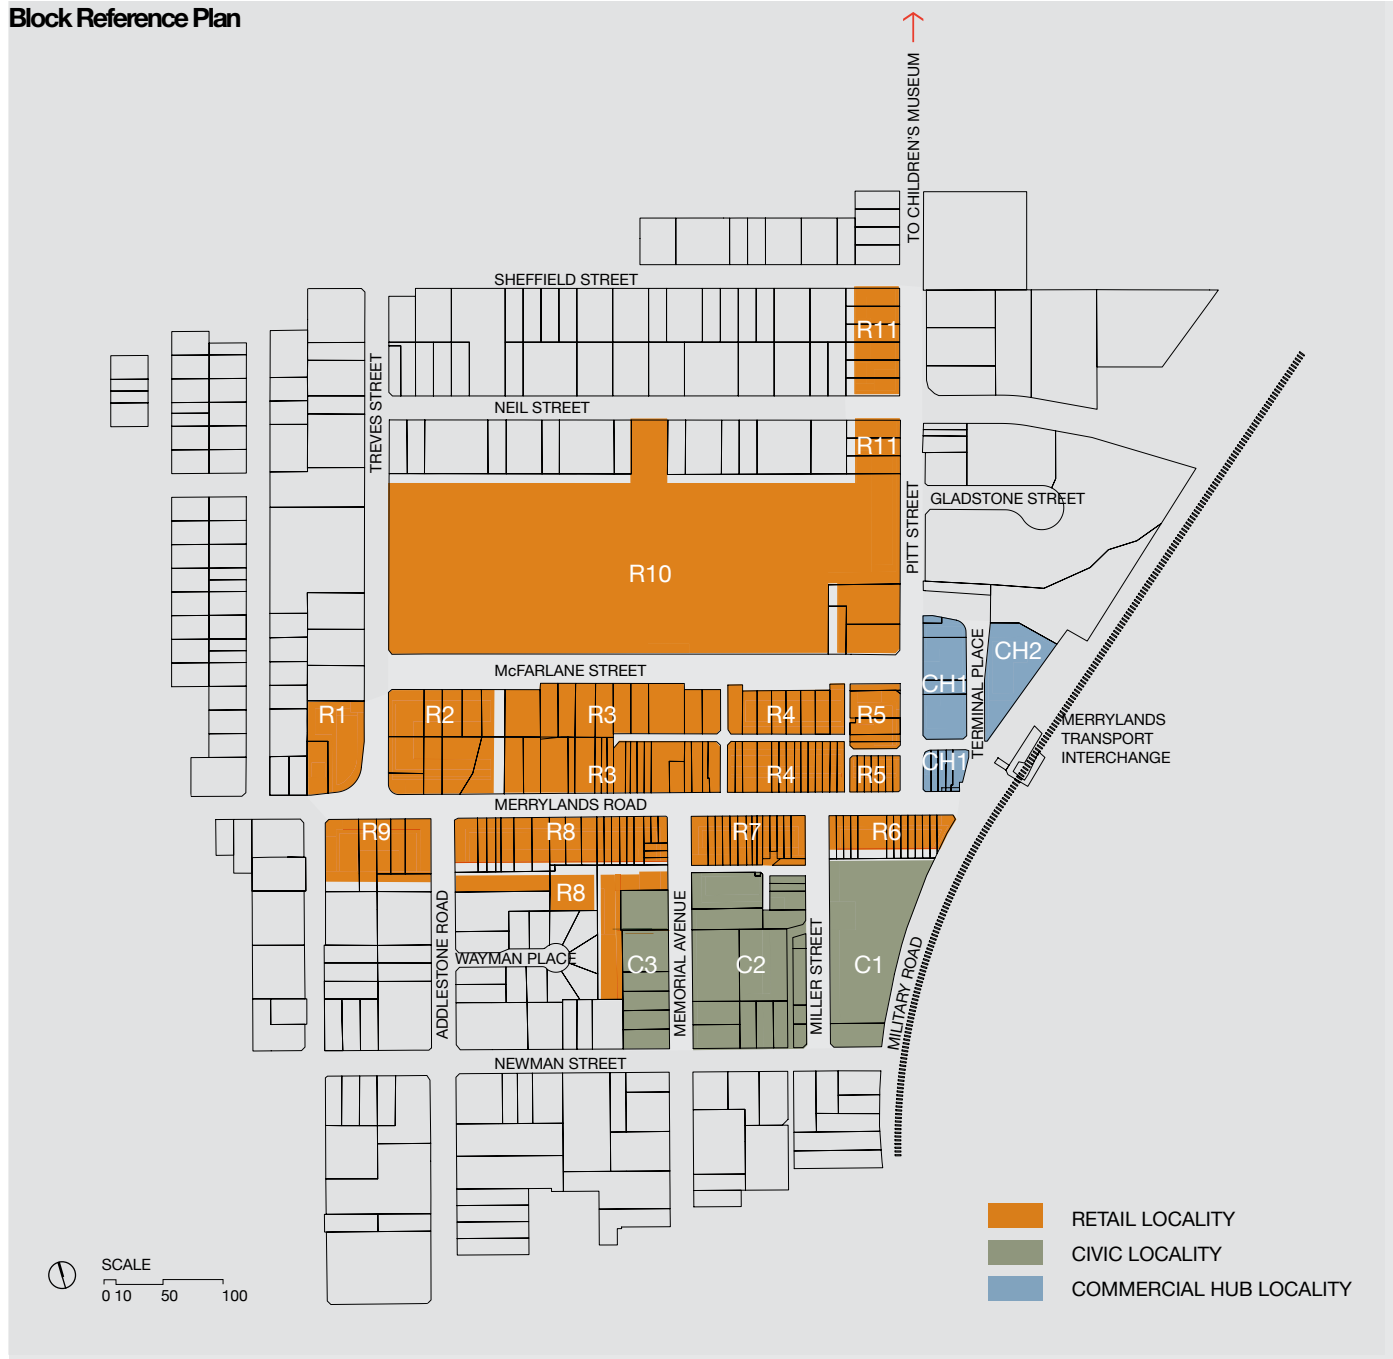 Block Reference Plan
TO CHILDREN'S MUSEUM
SHEFFIELD STREET
R11
TREVES STREET
NEIL STREET
R11
PITT STREET
GLADSTONE STREET
R10
McFARLANE STREET
TERMINAL PLACE
CH2
CH1
R1
R2
R3
R4
R5
MERRYLANDS
TRANSPORT
INTERCHANGE
CH1
R3
R4
R5
MERRYLANDS ROAD
R9
R8
R7
R6
R8
ADDLESTONE ROAD
WAYMAN PLACE
C3
MEMORIAL AVENUE
C2
MILLER STREET
C1
MILITARY ROAD
NEWMAN STREET
RETAIL LOCALITY
CIVIC LOCALITY
COMMERCIAL HUB LOCALITY
SCALE
0 10 50 100